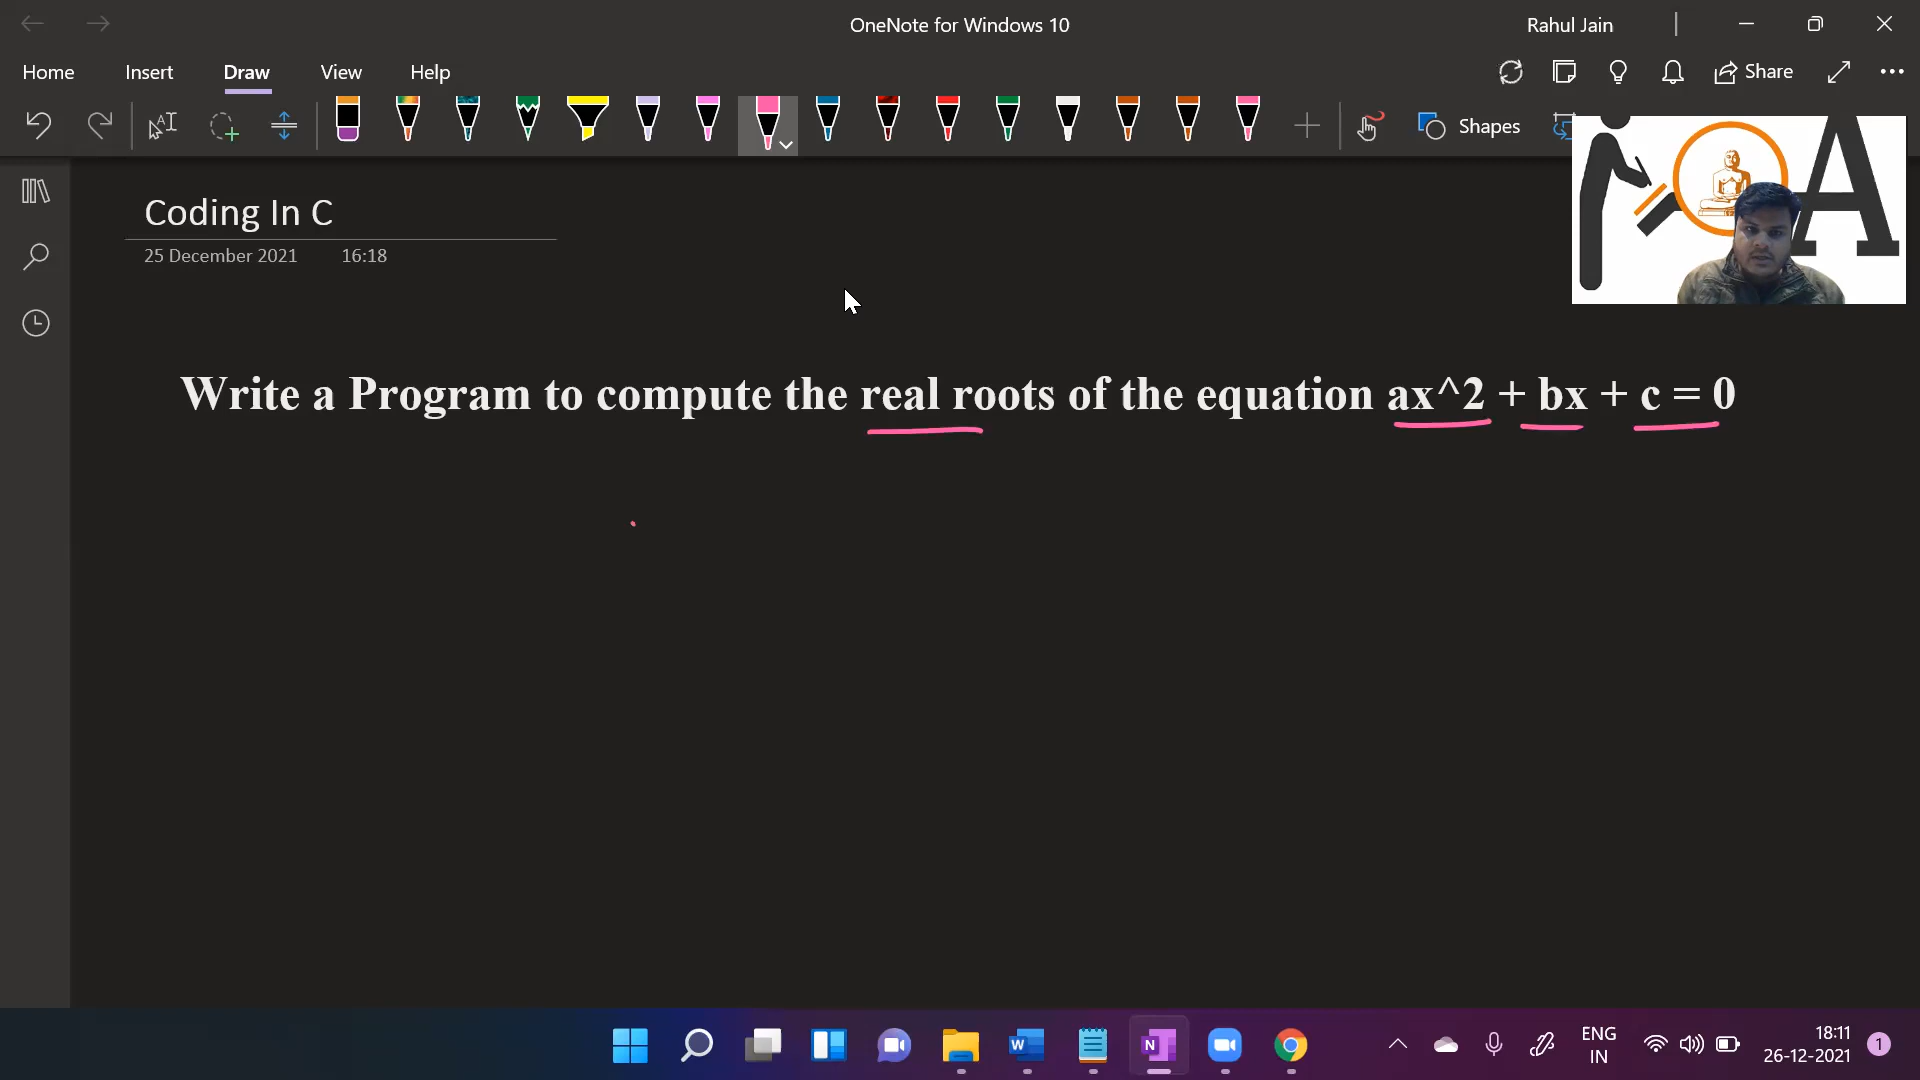 OneNote for Windows 10
Rahul Jain
Home Insert Draw View Help
Share
Shapes
A
Coding In C
25 December 2021 16:18
Write a Program to compute the real roots of the equation ax^2 + bx + c = 0
ENG
IN
18:11
26-12-2021
1